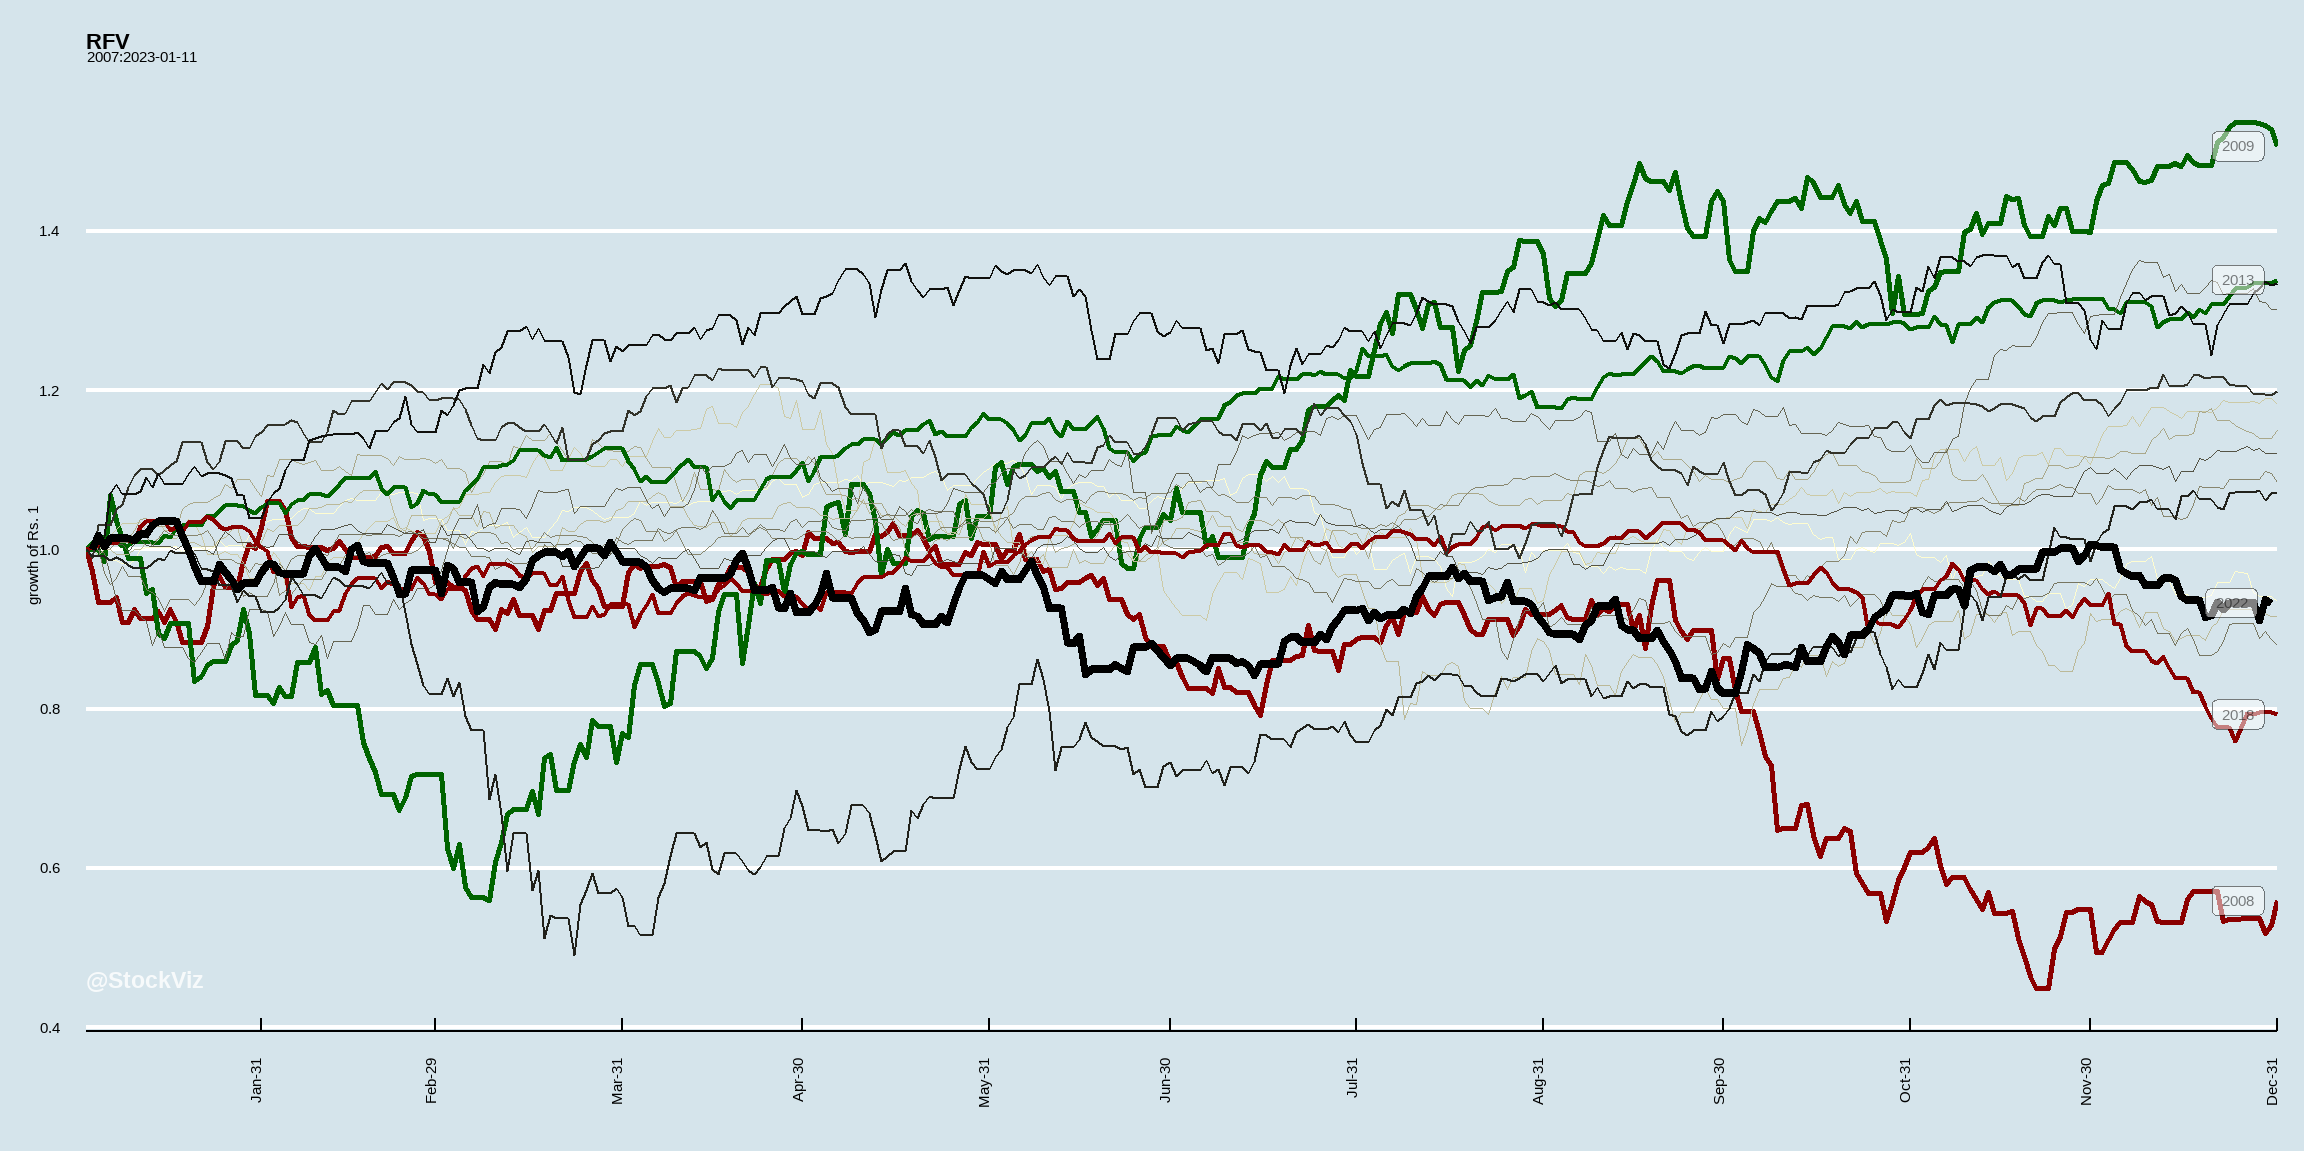 RFV
2007:2023-01-11
growth of Rs. 1
1.4
1.2
1.0
0.8
0.6
0.4
2009
2013
2022
2018
2008
@StockViz
Jan-31
Feb-29
Mar-31
Apr-30
May-31
Jun-30
Jul-31
Aug-31
Sep-30
Oct-31
Nov-30
Dec-31